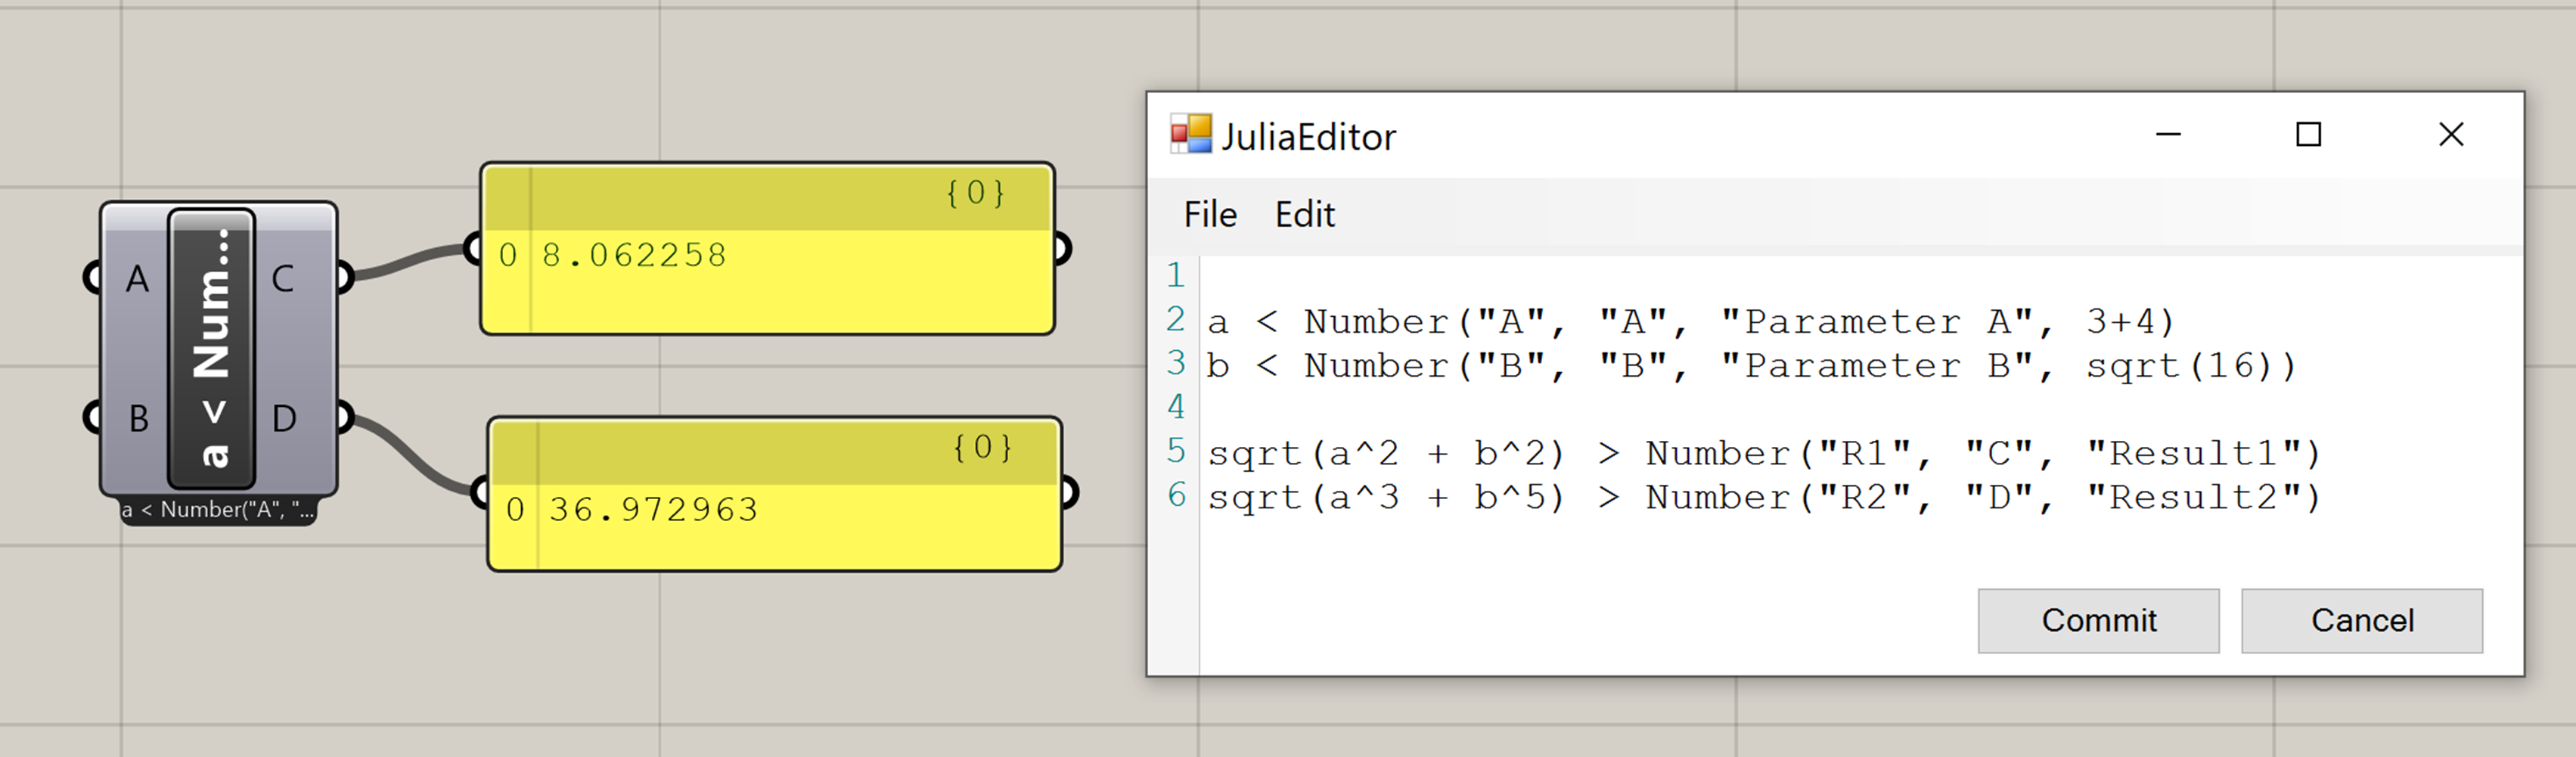 A
B
a < Num...
C
D
a < Number("A", "...
{0}
0 8.062258
{0}
0 36.972963
JuliaEditor
File Edit
1
2 a < Number("A", "A", "Parameter A", 3+4)
3 b < Number("B", "B", "Parameter B", sqrt(16))
4
5 sqrt(a^2 + b^2) > Number("R1", "C", "Result1")
6 sqrt(a^3 + b^5) > Number("R2", "D", "Result2")
Commit Cancel